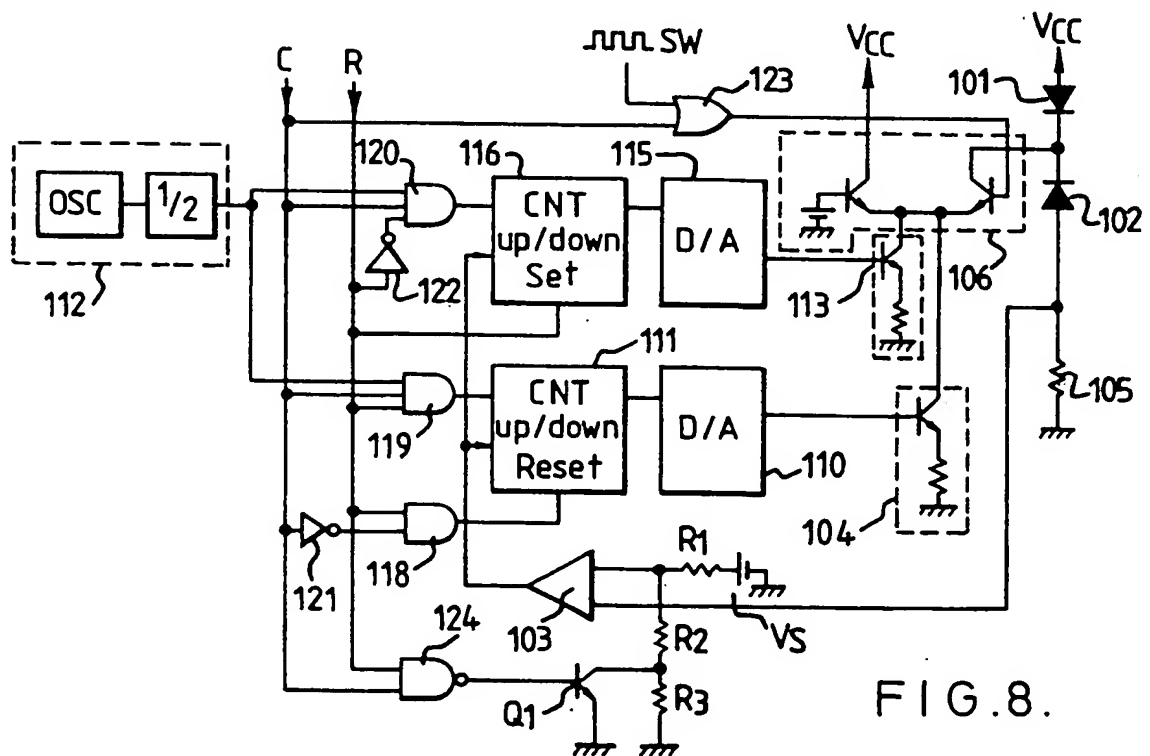 C
R
SW
VCC
VCC
123
101
OSC
1/2
112
120
122
116
CNT
up/down
Set
115
D/A
113
106
102
119
111
CNT
up/down
Reset
D/A
110
104
105
121
118
103
R1
VS
R2
124
Q1
R3
FIG.8.